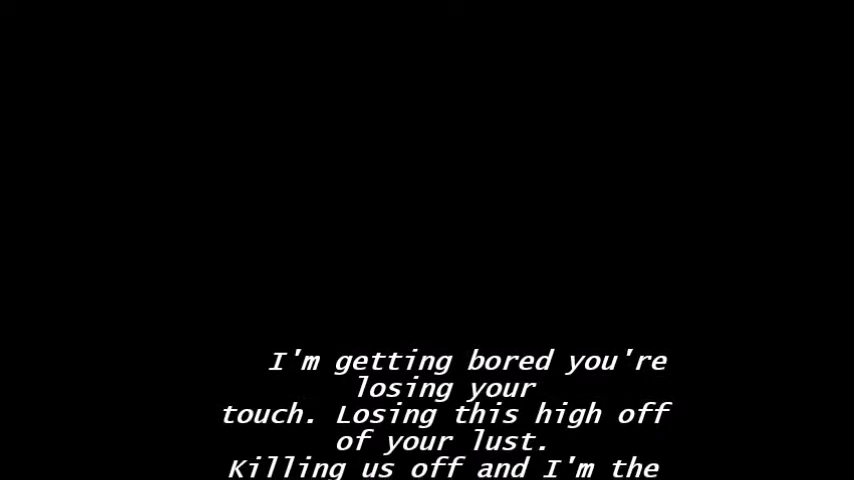 I'm getting bored you're
losing your
touch. Losing this high off
of your lust.
Killing us off and I'm the